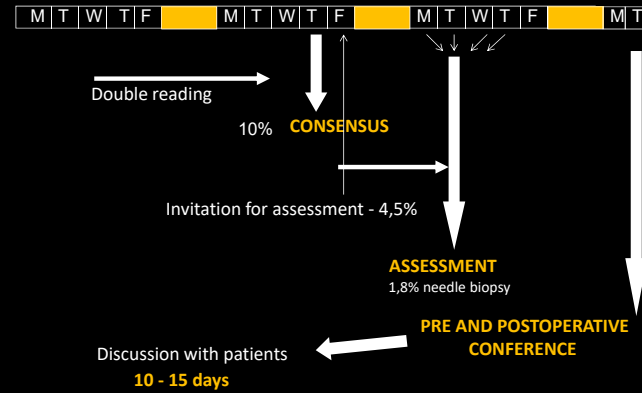 M T W T F M T W T F M T W T F M T
Double reading
10% CONSENSUS
Invitation for assessment - 4,5%
ASSESSMENT
1,8% needle biopsy
PRE AND POSTOPERATIVE
CONFERENCE
Discussion with patients
10 - 15 days